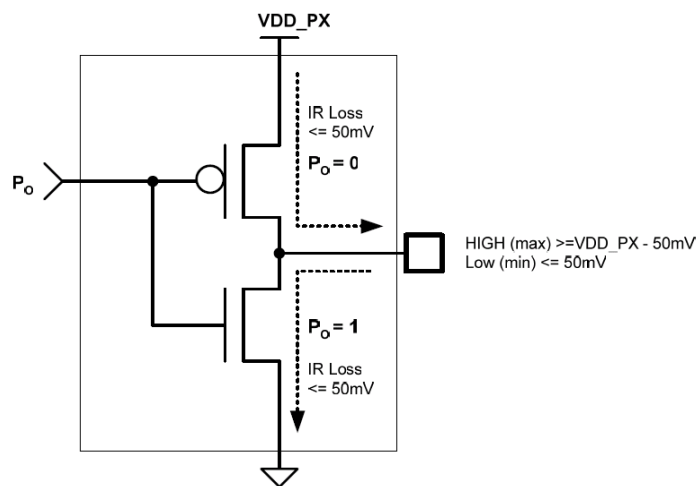 VDD_PX
IR Loss
<= 50mV
Po = 0
Po
HIGH (max) >=VDD_PX - 50mV
Low (min) <= 50mV
Po = 1
IR Loss
<= 50mV